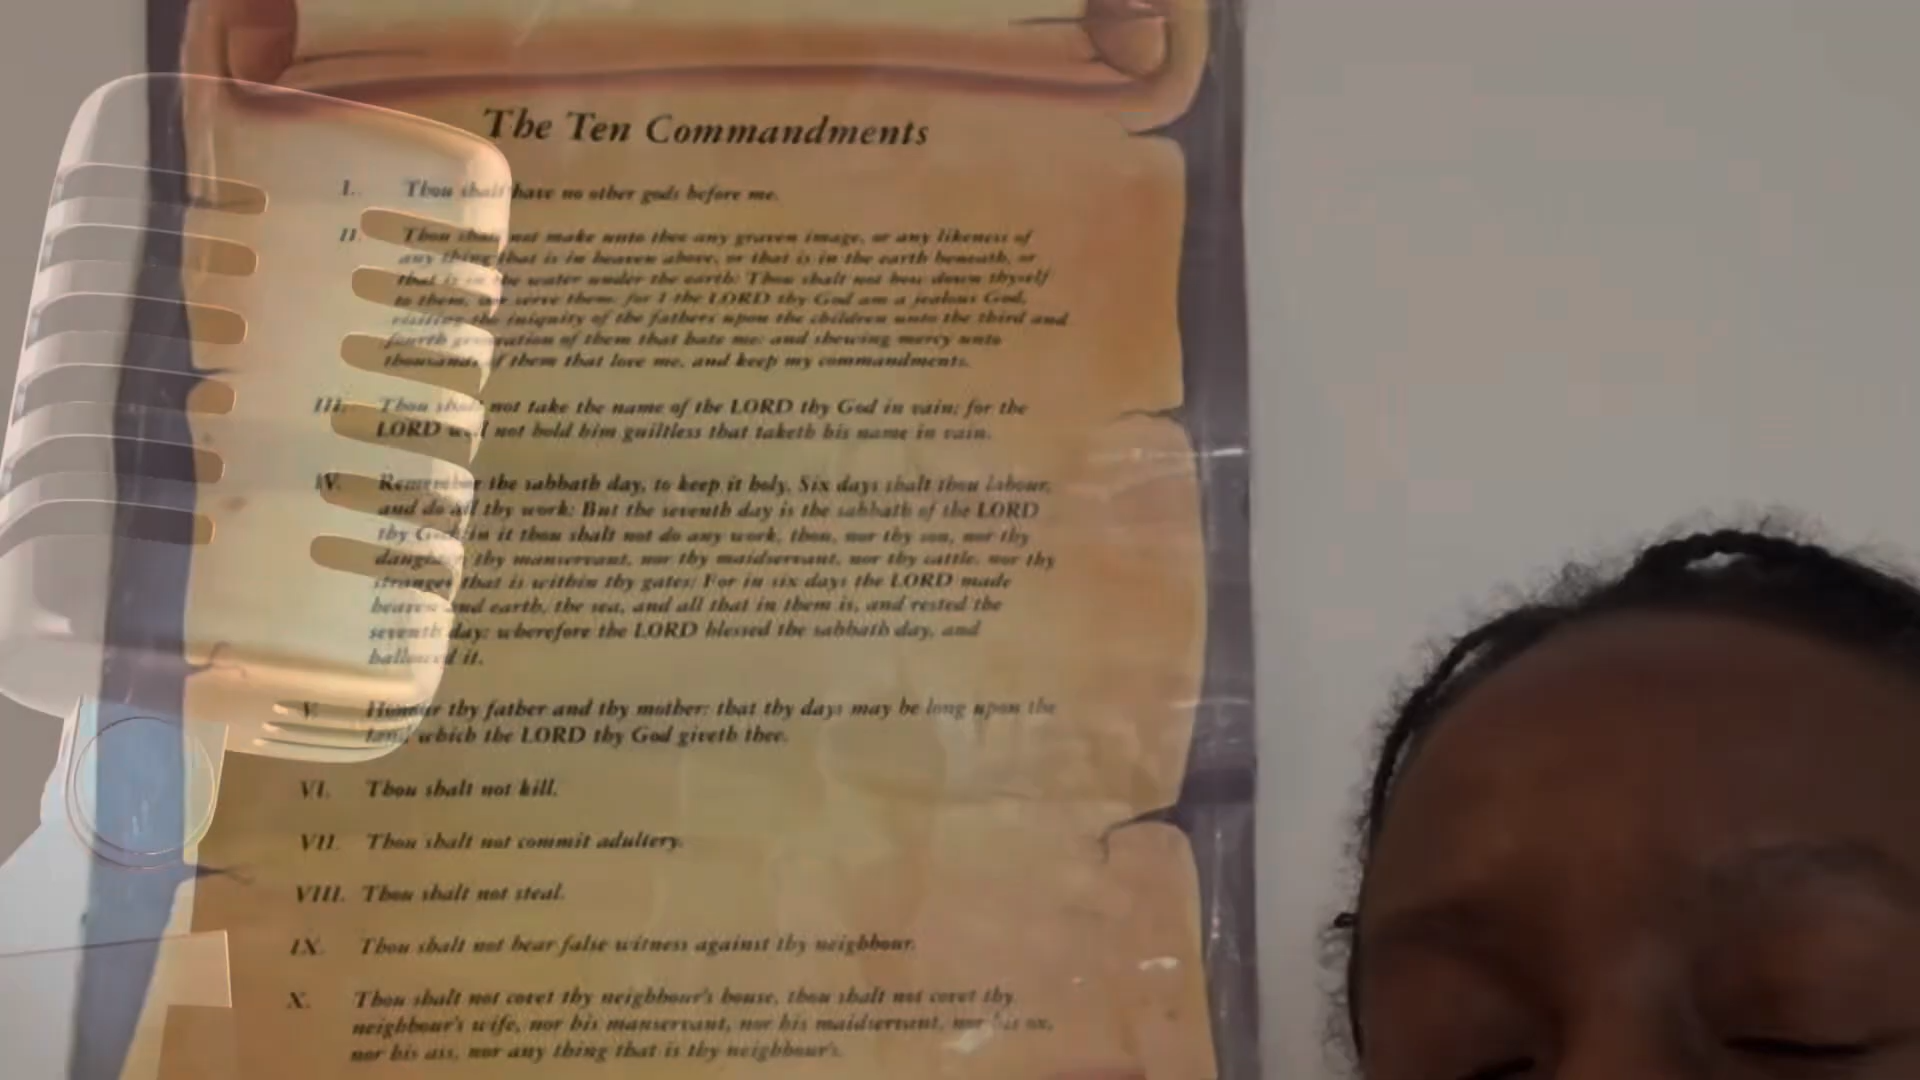 The Ten Commandments
I. Thou shalt have no other gods before me.
II. Thou shalt not make unto thee any graven image, or any likeness of
any thing that is in heaven above, or that is in the earth beneath, or
that is in the water under the earth: Thou shalt not bow down thyself
to them, nor serve them: for I the LORD thy God am a jealous God,
visiting the iniquity of the fathers upon the children unto the third and
fourth generation of them that hate me: and shewing mercy unto
thousands of them that love me, and keep my commandments.
III. Thou shalt not take the name of the LORD thy God in vain: for the
LORD will not hold him guiltless that taketh his name in vain.
IV. Remember the sabbath day, to keep it holy. Six days shalt thou labour,
and do all thy work: But the seventh day is the sabbath of the LORD
thy God: in it thou shalt not do any work, thou, nor thy son, nor thy
daughter, thy manservant, nor thy maidservant, nor thy cattle, nor thy
stranger that is within thy gates: For in six days the LORD made
heaven and earth, the sea, and all that in them is, and rested the
seventh day: wherefore the LORD blessed the sabbath day, and
hallowed it.
V. Honour thy father and thy mother: that thy days may be long upon the
land which the LORD thy God giveth thee.
VI. Thou shalt not kill.
VII. Thou shalt not commit adultery.
VIII. Thou shalt not steal.
IX. Thou shalt not bear false witness against thy neighbour.
X. Thou shalt not covet thy neighbour's house, thou shalt not covet thy
neighbour's wife, nor his manservant, nor his maidservant, nor his ox,
nor his ass, nor any thing that is thy neighbour's.